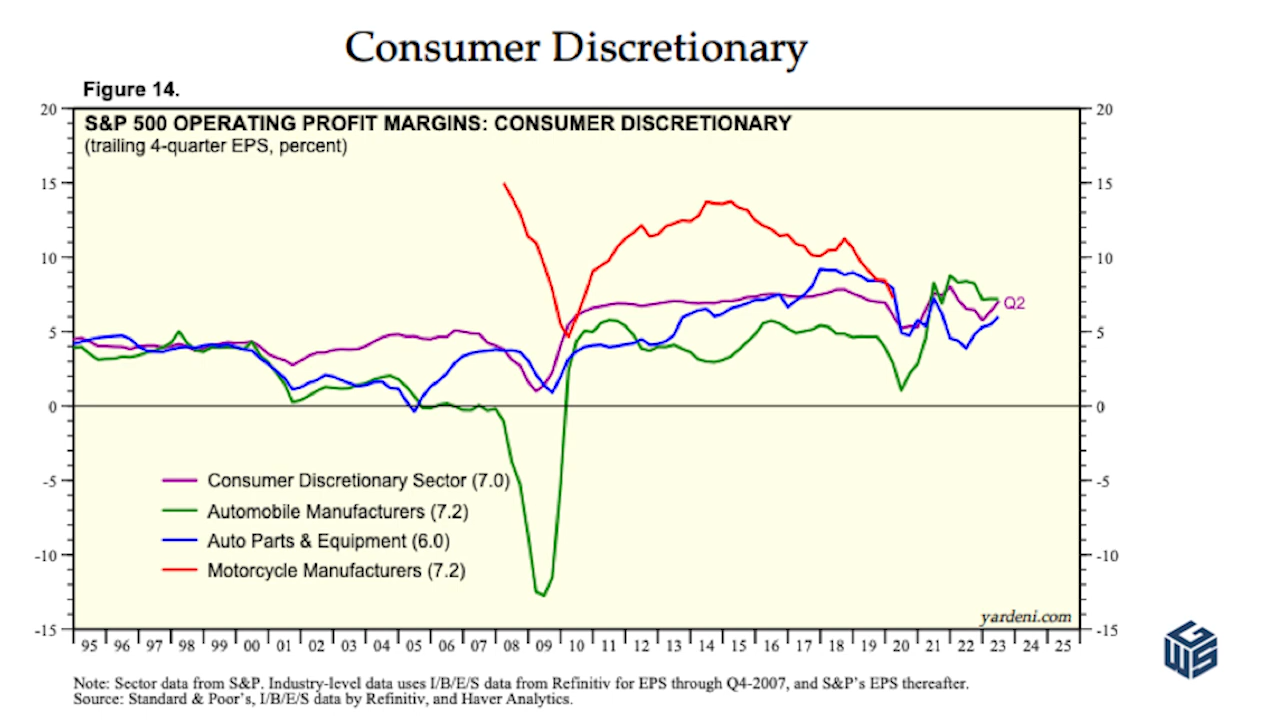 Consumer Discretionary
Figure 14.
S&P 500 OPERATING PROFIT MARGINS: CONSUMER DISCRETIONARY
(trailing 4-quarter EPS, percent)
20 20
15 15
10 10
5 5
0 0
-5 -5
-10 -10
-15 -15
Q2
Consumer Discretionary Sector (7.0)
Automobile Manufacturers (7.2)
Auto Parts & Equipment (6.0)
Motorcycle Manufacturers (7.2)
yardeni.com
95 96 97 98 99 00 01 02 03 04 05 06 07 08 09 10 11 12 13 14 15 16 17 18 19 20 21 22 23 24 25
GWS
Note: Sector data from S&P. Industry-level data uses I/B/E/S data from Refinitiv for EPS through Q4-2007, and S&P's EPS thereafter.
Source: Standard & Poor's, I/B/E/S data by Refinitiv, and Haver Analytics.